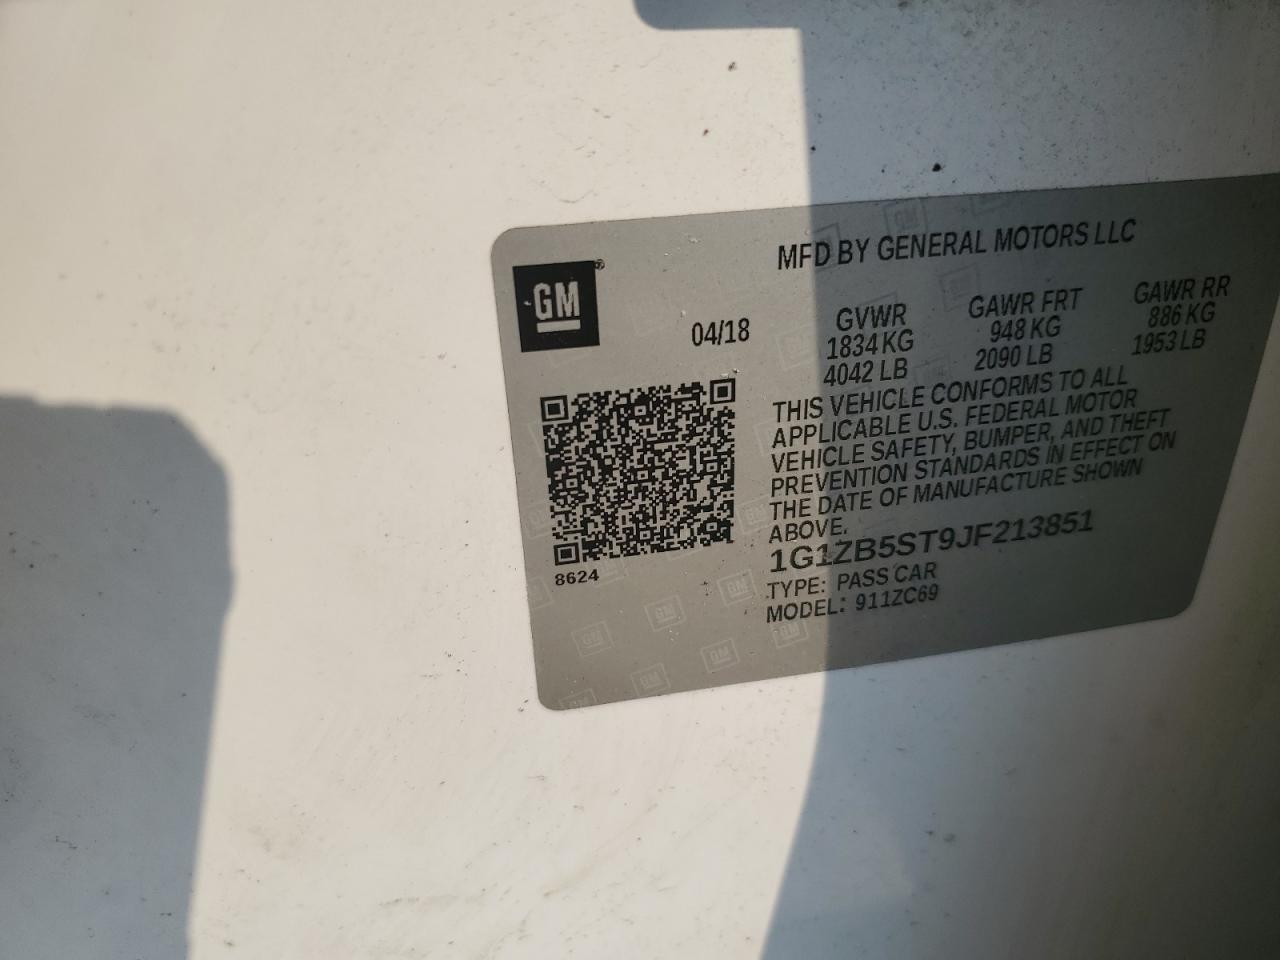 MFD BY GENERAL MOTORS LLC
GM
04/18
GVWR GAWR FRT GAWR RR
1834 KG 948 KG 886 KG
4042 LB 2090 LB 1953 LB
THIS VEHICLE CONFORMS TO ALL
APPLICABLE U.S. FEDERAL MOTOR
VEHICLE SAFETY, BUMPER, AND THEFT
PREVENTION STANDARDS IN EFFECT ON
THE DATE OF MANUFACTURE SHOWN
ABOVE.
1G1ZB5ST9JF213851
TYPE: PASS CAR
MODEL: 911ZC69
8624